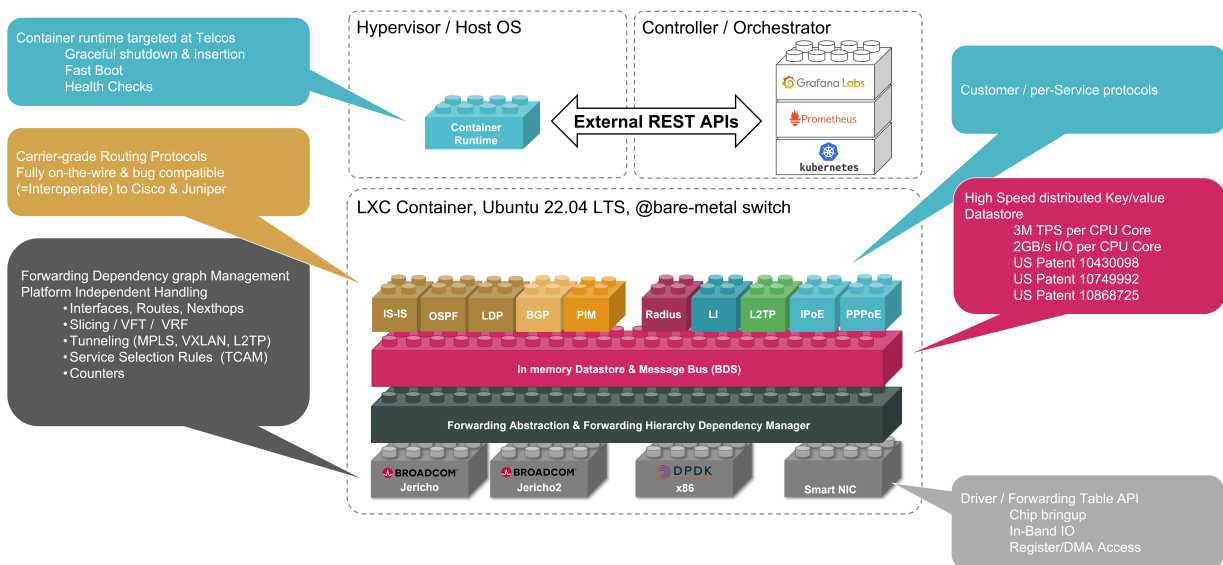 Container runtime targeted at Telcos
Graceful shutdown & insertion
Fast Boot
Health Checks
Hypervisor / Host OS
Container
Runtime
External REST APIs
Controller / Orchestrator
Grafana Labs
Prometheus
kubernetes
Customer / per-Service protocols
Carrier-grade Routing Protocols
Fully on-the-wire & bug compatible
(=Interoperable) to Cisco & Juniper
LXC Container, Ubuntu 22.04 LTS, @bare-metal switch
High Speed distributed Key/value
Datastore
3M TPS per CPU Core
2GB/s I/O per CPU Core
US Patent 10430098
US Patent 10749992
US Patent 10868725
Forwarding Dependency graph Management
Platform Independent Handling
•Interfaces, Routes, Nexthops
•Slicing / VFT / VRF
•Tunneling (MPLS, VXLAN, L2TP)
•Service Selection Rules (TCAM)
•Counters
IS-IS
OSPF
LDP
BGP
PIM
Radius
LI
L2TP
IPoE
PPPoE
In memory Datastore & Message Bus (BDS)
Forwarding Abstraction & Forwarding Hierarchy Dependency Manager
BROADCOM
Jericho
BROADCOM
Jericho2
DPDK
x86
Smart NIC
Driver / Forwarding Table API
Chip bringup
In-Band IO
Register/DMA Access